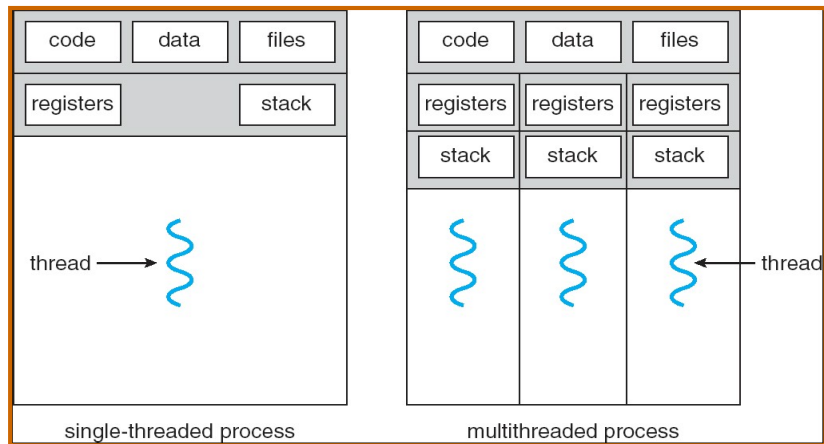 code data files code data files
registers stack registers registers registers
stack stack stack
thread thread
single-threaded process multithreaded process